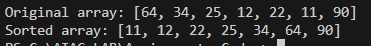 Original array: [64, 34, 25, 12, 22, 11, 90]
Sorted array: [11, 12, 22, 25, 34, 64, 90]